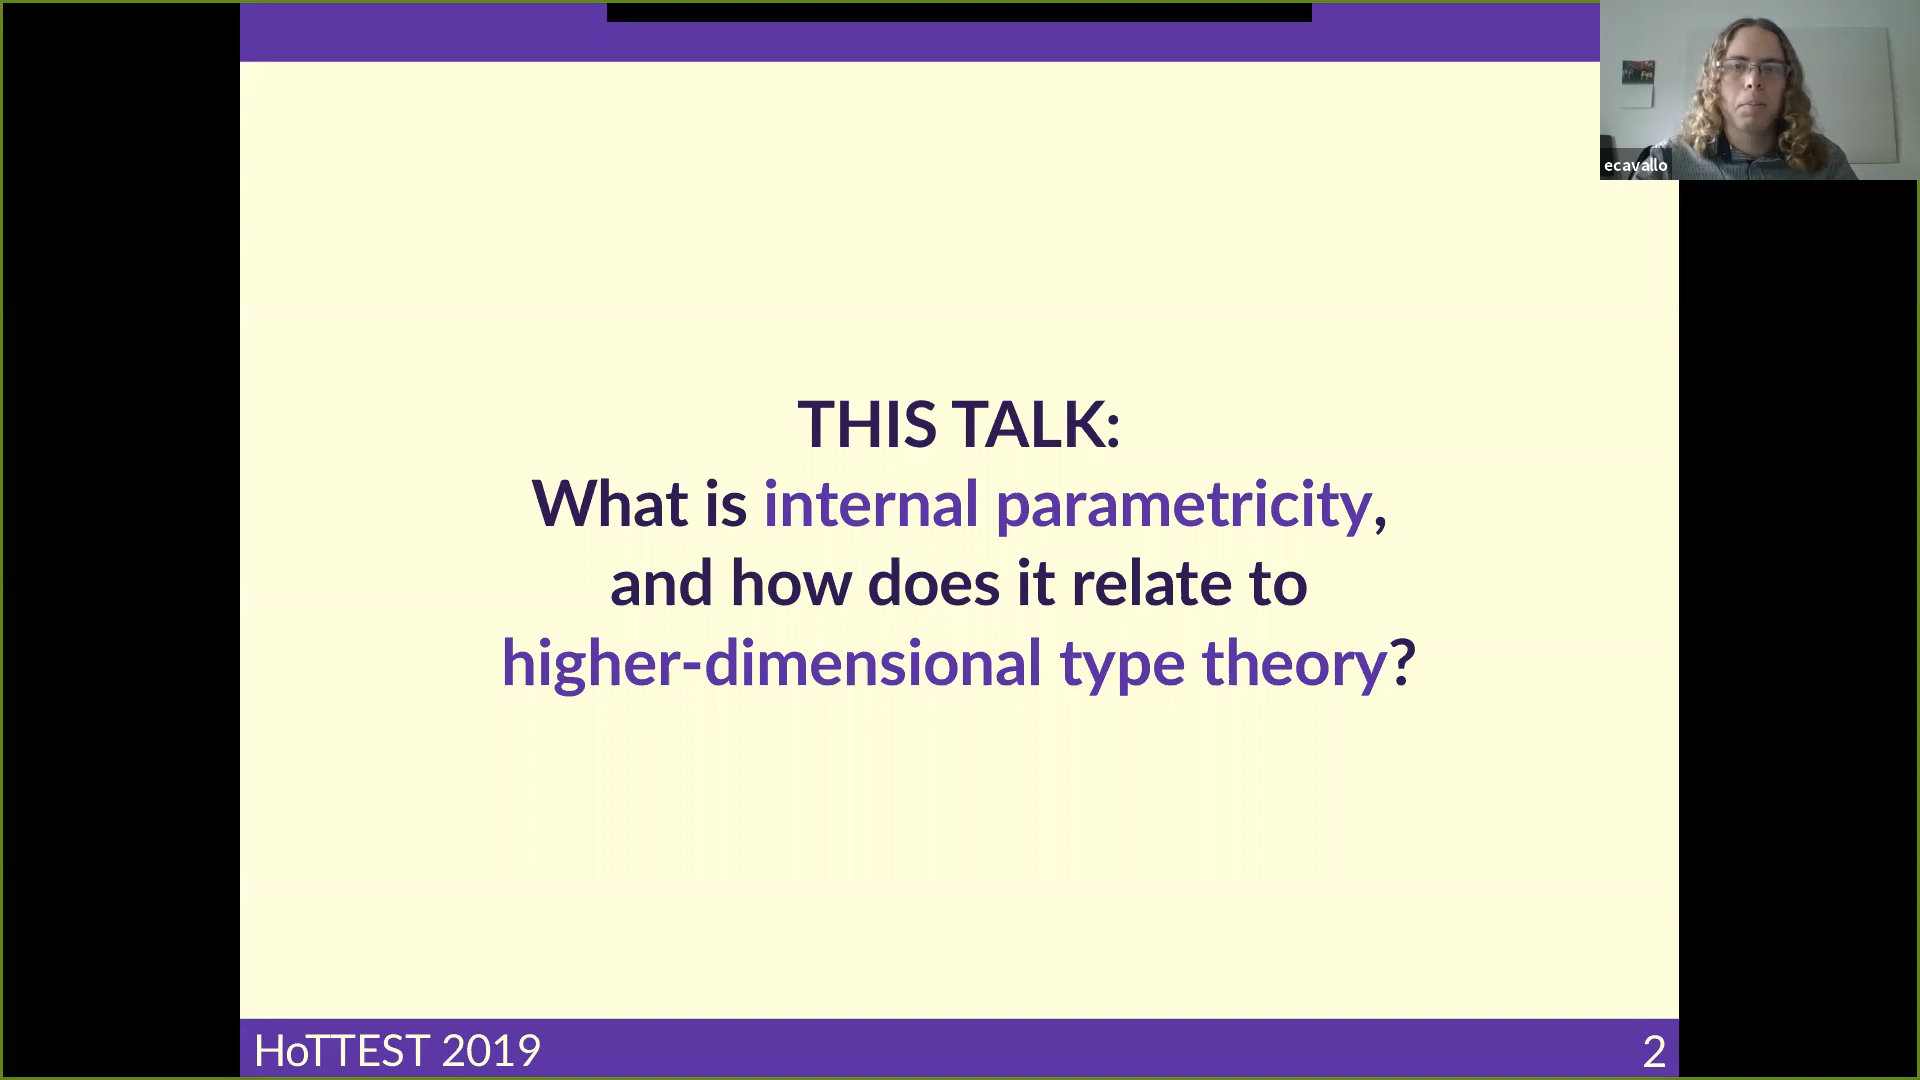 ecavallo
THIS TALK:
What is internal parametricity,
and how does it relate to
higher-dimensional type theory?
HoTTEST 2019
2